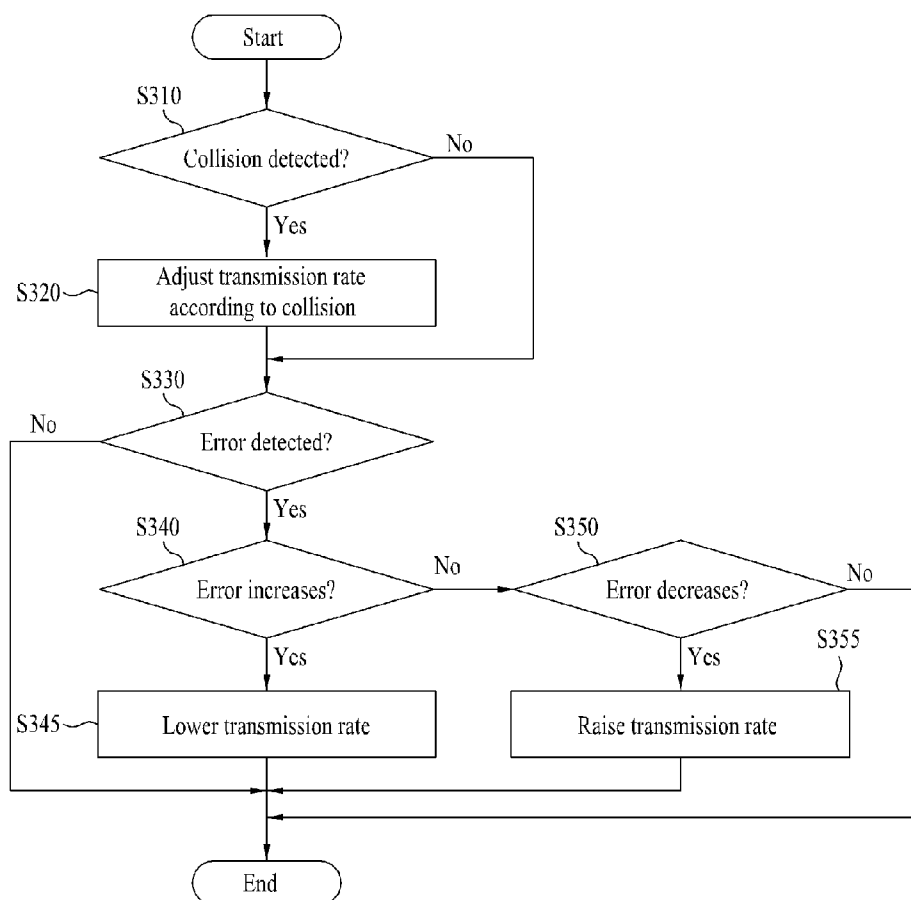 Start
S310
Collision detected?
No
Yes
S320
Adjust transmission rate
according to collision
S330
No
Error detected?
Yes
S340
Error increases?
No
S350
Error decreases?
No
Yes
Yes
S355
S345
Lower transmission rate
Raise transmission rate
End